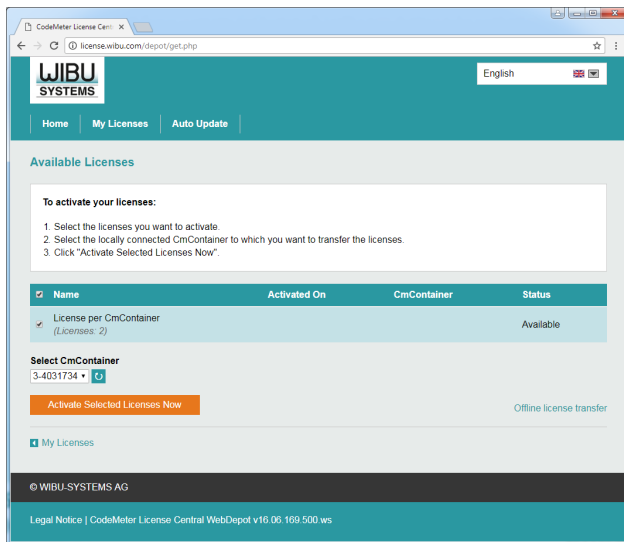 CodeMeter License Cent
license.wibu.com/depot/get.php
WIBU
SYSTEMS
English
Home My Licenses Auto Update
Available Licenses
To activate your licenses:
1. Select the licenses you want to activate.
2. Select the locally connected CmContainer to which you want to transfer the licenses.
3. Click "Activate Selected Licenses Now".
Name Activated On CmContainer Status
License per CmContainer
(Licenses: 2)
Available
Select CmContainer
3-4031734
Activate Selected Licenses Now
Offline license transfer
My Licenses
© WIBU-SYSTEMS AG
Legal Notice | CodeMeter License Central WebDepot v16.06.169.500.ws